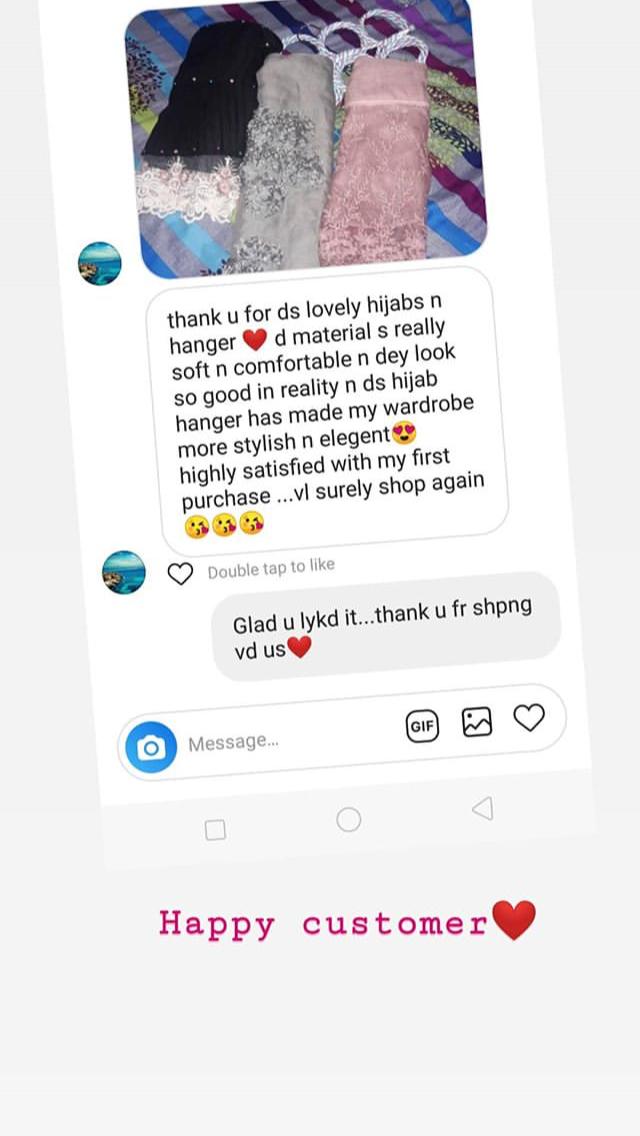 thank u for ds lovely hijabs n
hanger ❤️ d material s really
soft n comfortable n dey look
so good in reality n ds hijab
hanger has made my wardrobe
more stylish n elegent😍
highly satisfied with my first
purchase ...vl surely shop again
😘😘😘
Double tap to like
Glad u lykd it...thank u fr shpng
vd us❤️
Message...
GIF
Happy customer❤️